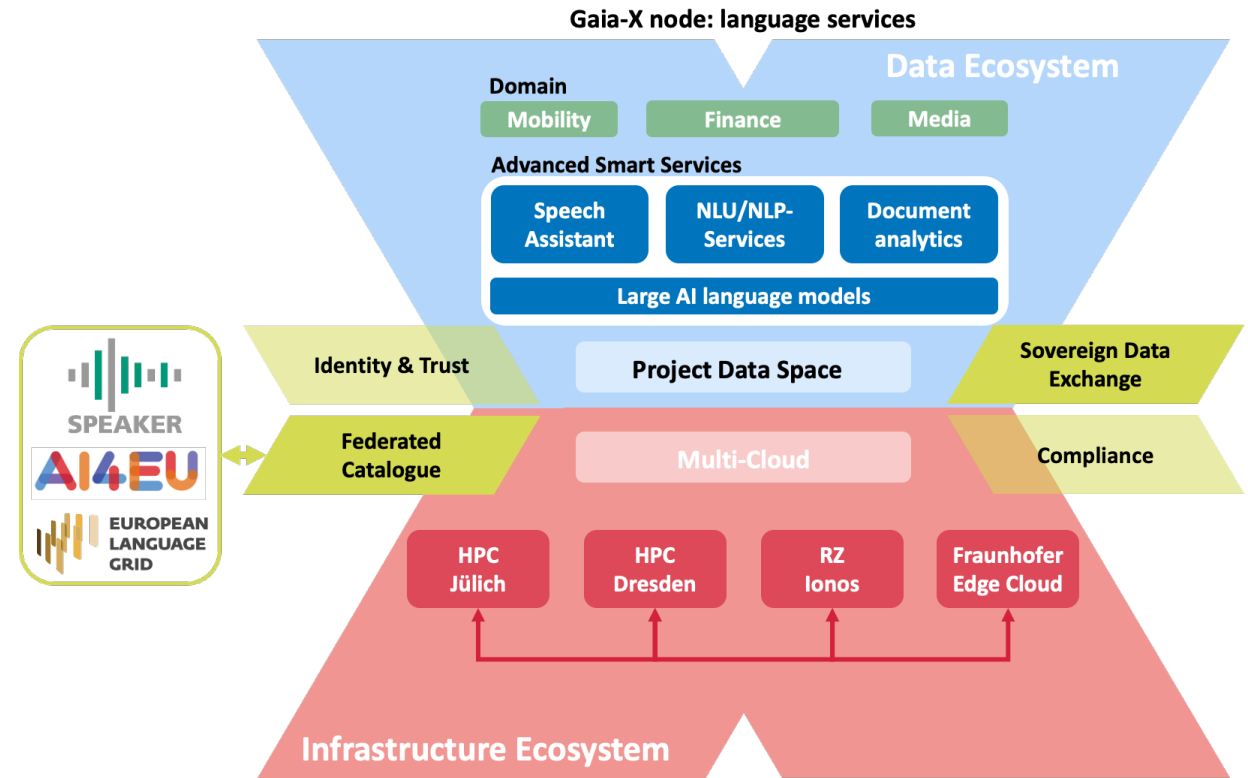 Gaia-X node: language services
Data Ecosystem
Domain
Mobility
Finance
Media
Advanced Smart Services
Speech
Assistant
NLU/NLP-
Services
Document
analytics
Large AI language models
Identity & Trust
Project Data Space
Sovereign Data
Exchange
SPEAKER
AI4EU
EUROPEAN
LANGUAGE
GRID
Federated
Catalogue
Multi-Cloud
Compliance
HPC
Jülich
HPC
Dresden
RZ
Ionos
Fraunhofer
Edge Cloud
Infrastructure Ecosystem